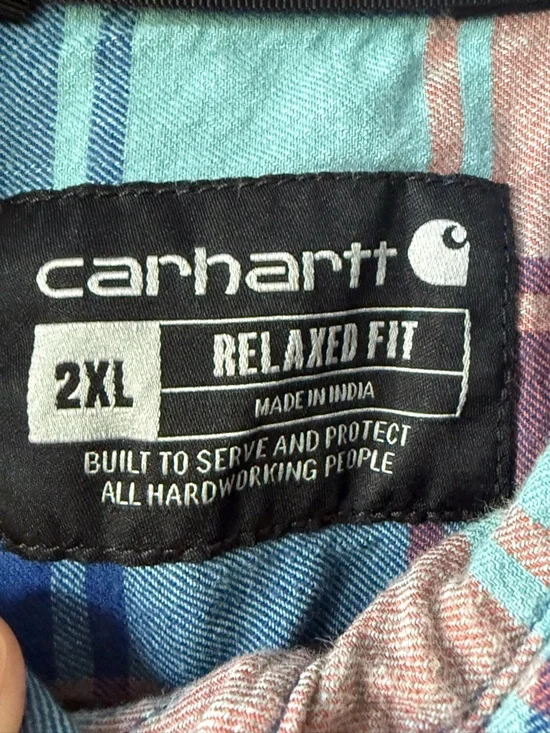 carhartt
2XL
RELAXED FIT
MADE IN INDIA
BUILT TO SERVE AND PROTECT
ALL HARDWORKING PEOPLE